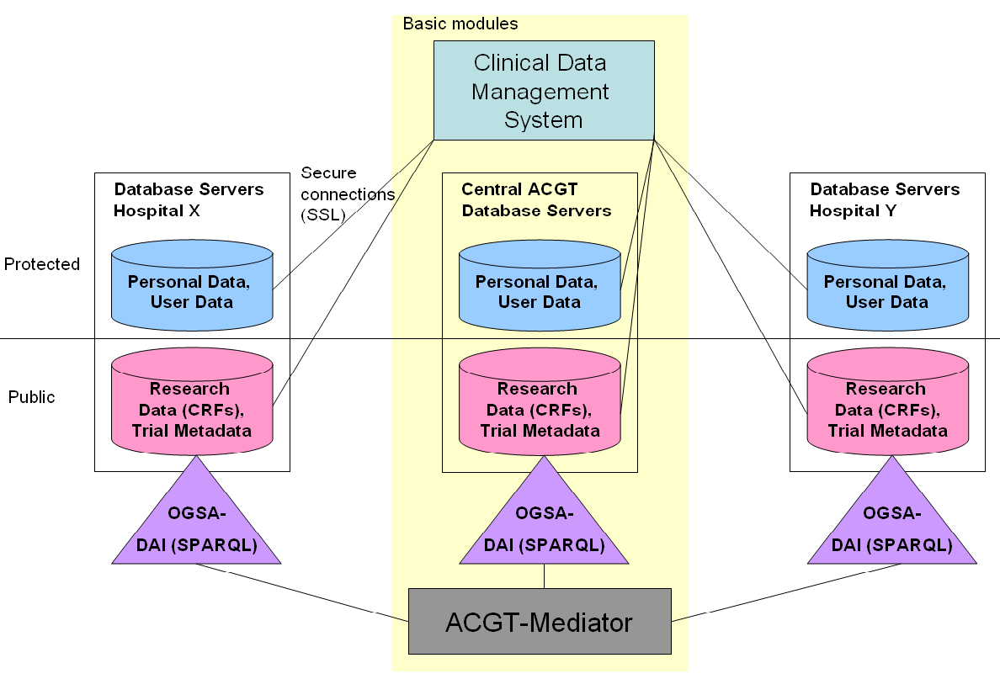 Basic modules
Clinical Data
Management
System
Secure
connections
(SSL)
Database Servers
Hospital X
Central ACGT
Database Servers
Database Servers
Hospital Y
Protected
Personal Data,
User Data
Personal Data,
User Data
Personal Data,
User Data
Public
Research
Data (CRFs),
Trial Metadata
Research
Data (CRFs),
Trial Metadata
Research
Data (CRFs),
Trial Metadata
OGSA-
DAI (SPARQL)
OGSA-
DAI (SPARQL)
OGSA-
DAI (SPARQL)
ACGT-Mediator